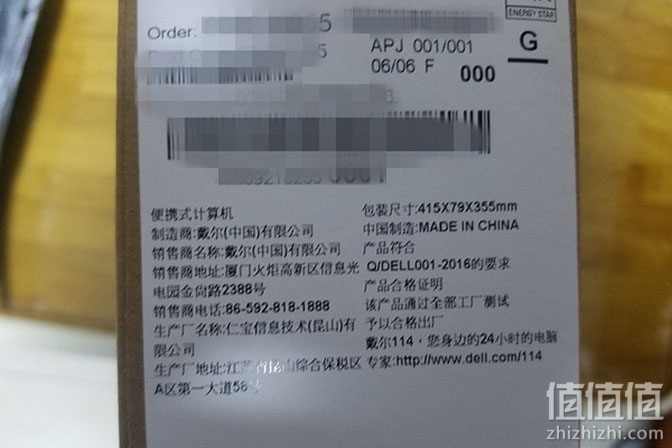 ENERGY STAR
Order:
APJ 001/001
G
06/06 F
000
便携式计算机
制造商:戴尔(中国)有限公司
销售商名称:戴尔(中国)有限公司
销售商地址:厦门火炬高新区信息光
电园金尚路2388号
销售商电话:86-592-818-1888
生产厂名称:仁宝信息技术(昆山)有
限公司
生产厂地址:江苏省昆山综合保税区
A区第一大道58号
包装尺寸:415X79X355mm
中国制造:MADE IN CHINA
产品符合
Q/DELL001-2016的要求
产品合格证明
该产品通过全部工厂测试
予以合格出厂
戴尔114，您身边的24小时的电脑
专家:http://www.dell.com/114
值值值
zhizhizhi.com